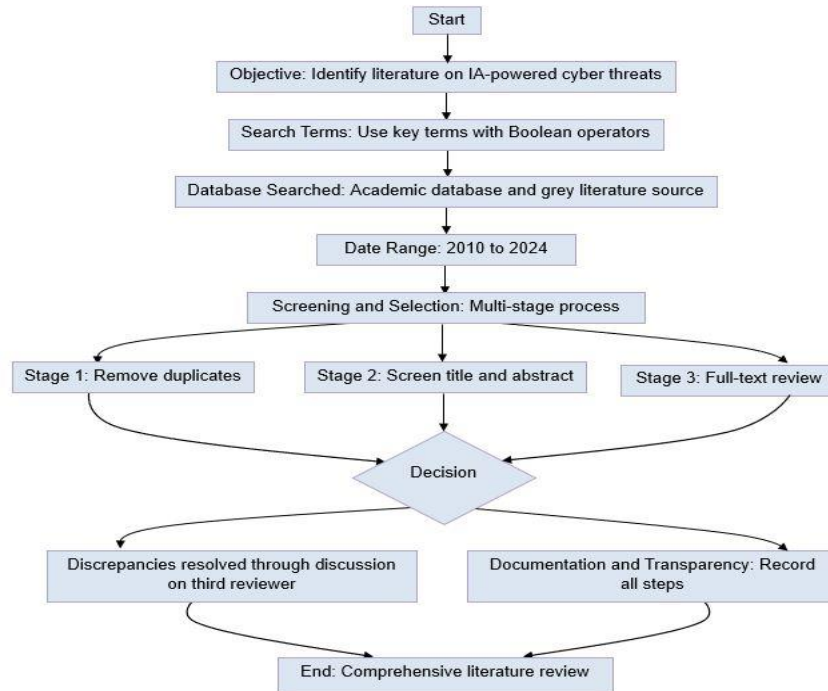 Start
Objective: Identify literature on IA-powered cyber threats
Search Terms: Use key terms with Boolean operators
Database Searched: Academic database and grey literature source
Date Range: 2010 to 2024
Screening and Selection: Multi-stage process
Stage 1: Remove duplicates
Stage 2: Screen title and abstract
Stage 3: Full-text review
Decision
Discrepancies resolved through discussion
on third reviewer
Documentation and Transparency: Record
all steps
End: Comprehensive literature review